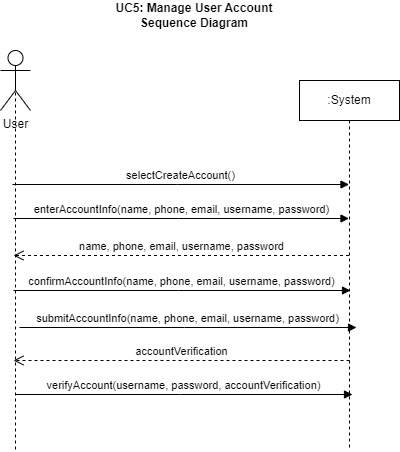 UC5: Manage User Account
Sequence Diagram
:System
User
selectCreateAccount()
enterAccountInfo(name, phone, email, username, password)
name, phone, email, username, password
confirmAccountInfo(name, phone, email, username, password)
submitAccountInfo(name, phone, email, username, password)
accountVerification
verifyAccount(username, password, accountVerification)